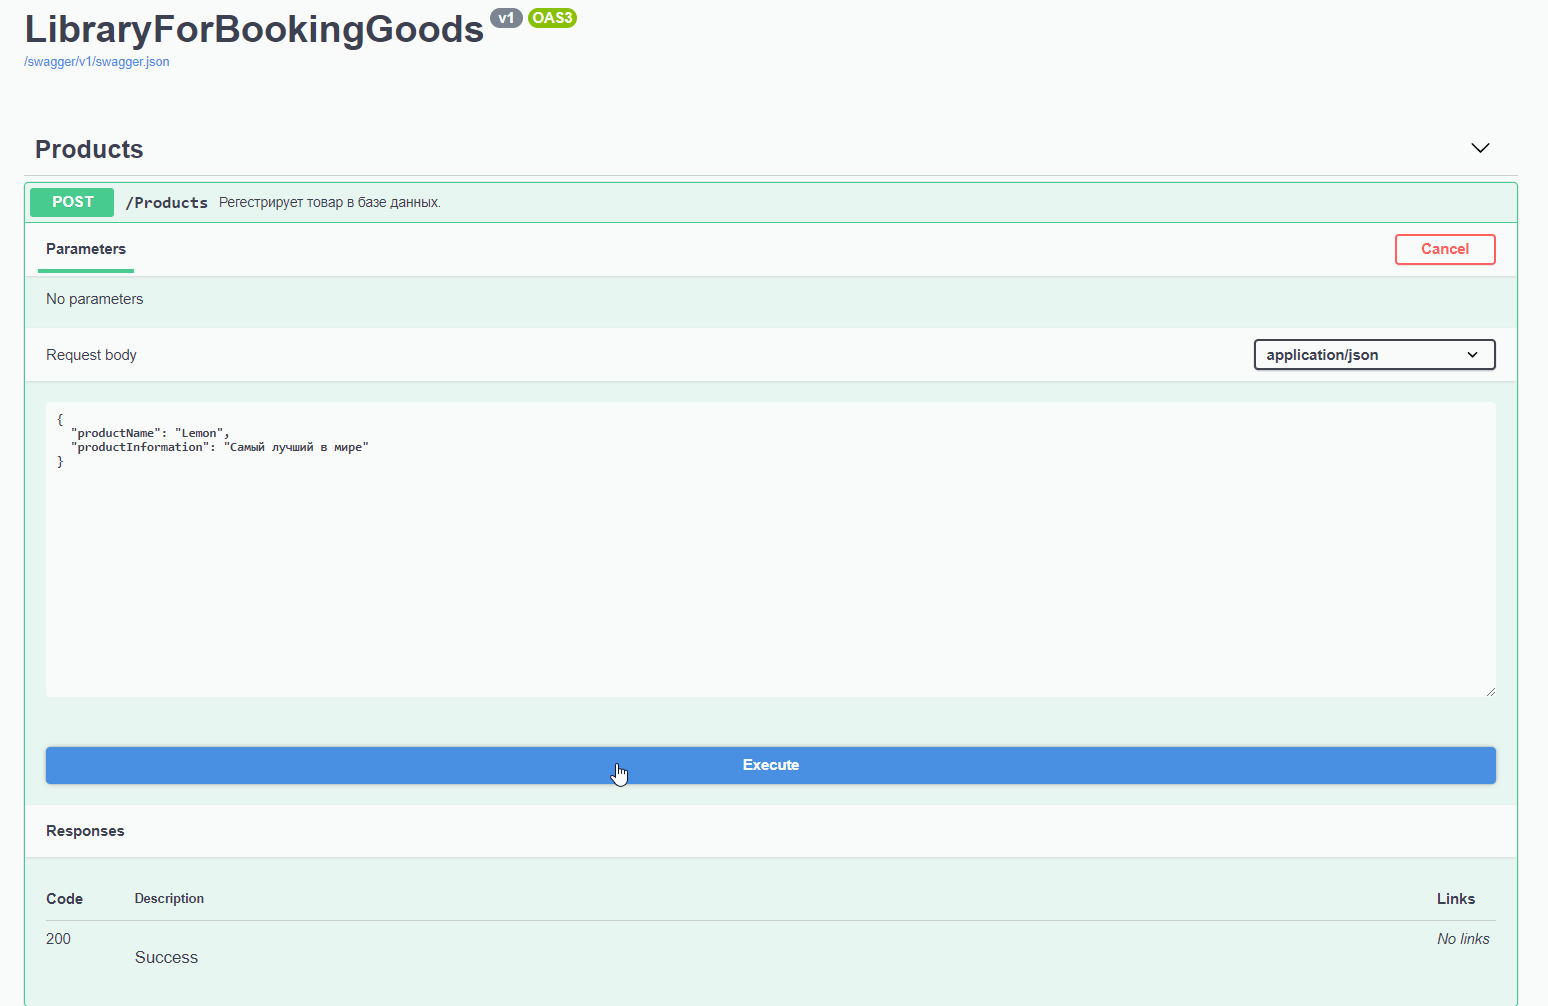 LibraryForBookingGoods v1 OAS3
/swagger/v1/swagger.json
Products
POST /Products Регестрирует товар в базе данных.
Parameters Cancel
No parameters
Request body application/json
{
"productName": "Lemon",
"productInformation": "Самый лучший в мире"
}
Execute
Responses
Code Description Links
200 No links
Success